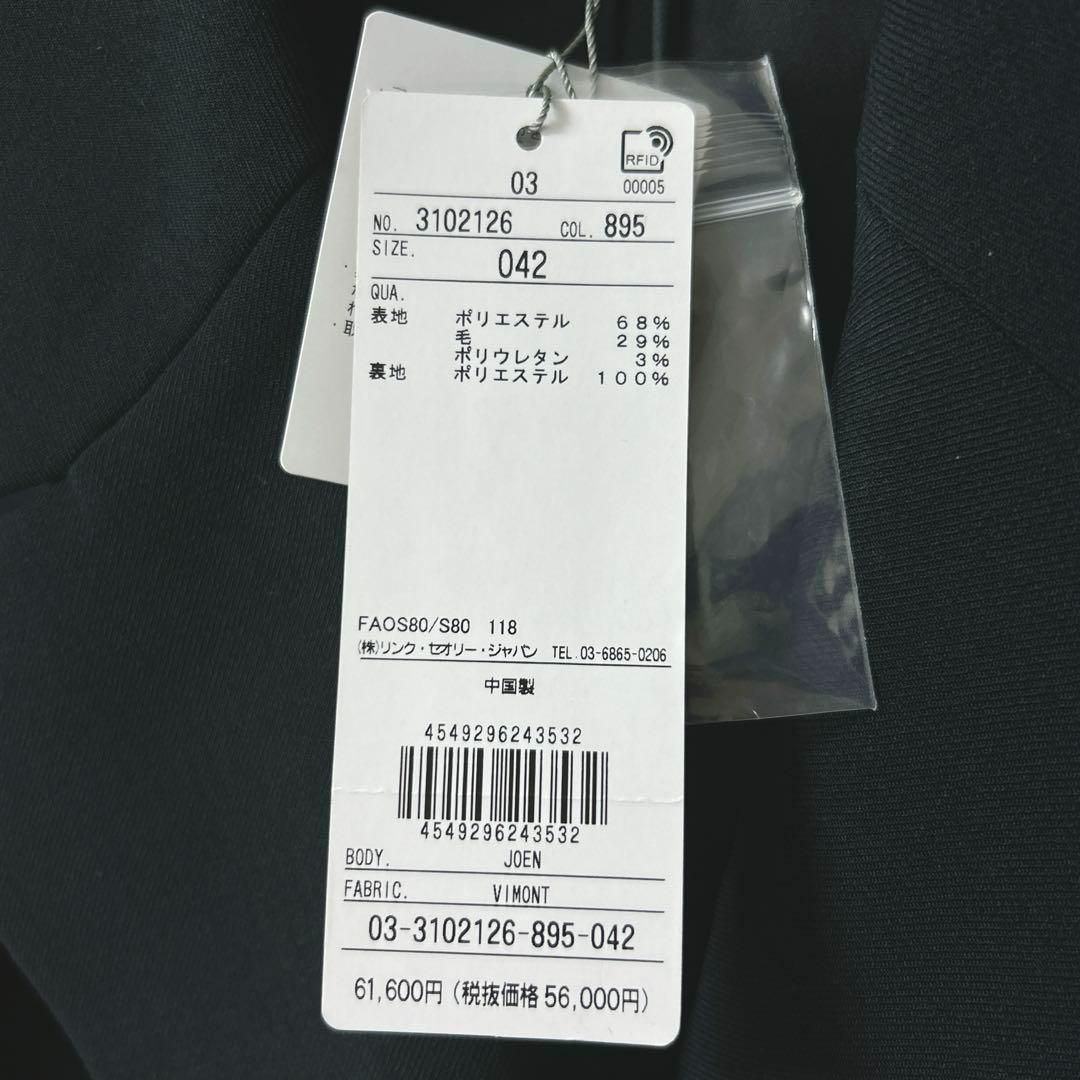 RFID
03
00005
NO. 3102126 COL. 895
SIZE.
042
QUA.
表地 ポリエステル 68%
毛 29%
ポリウレタン 3%
裏地 ポリエステル 100%
FAOS80/S80 118
(株)リンク・セオリー・ジャパン TEL.03-6865-0206
中国製
4549296243532
4549296243532
BODY. JOEN
FABRIC. VIMONT
03-3102126-895-042
61,600円(税抜価格56,000円)